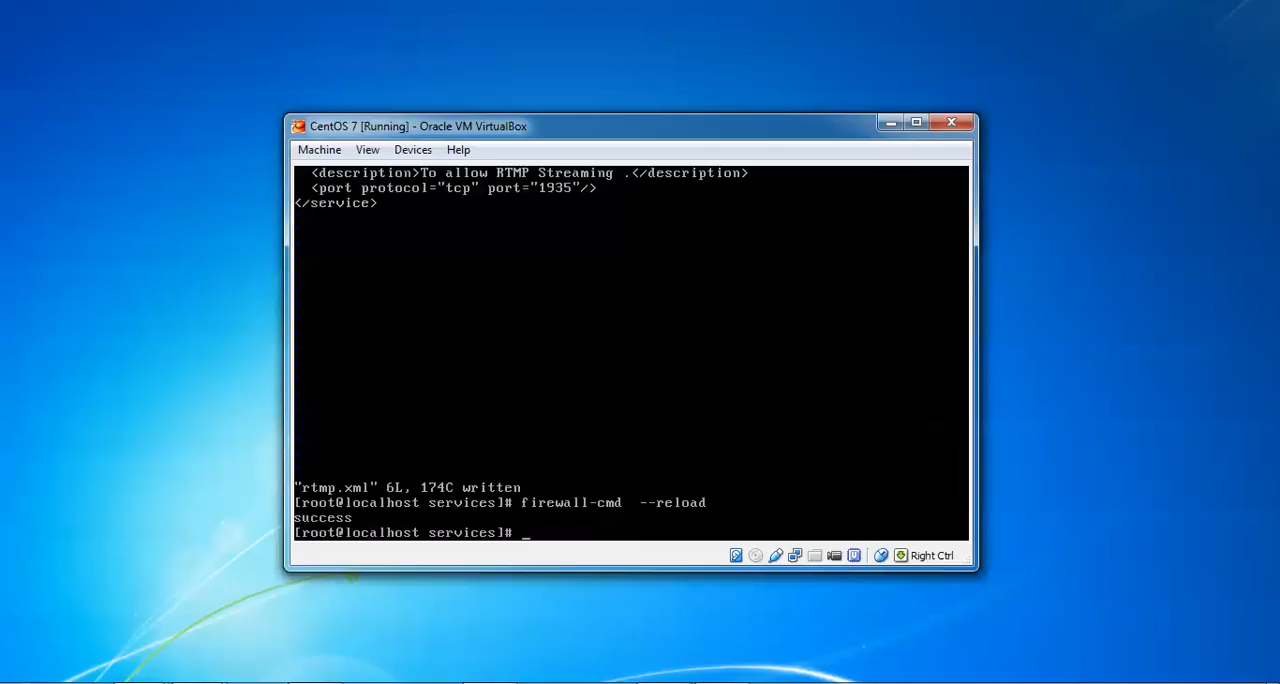 CentOS 7 [Running] - Oracle VM VirtualBox
Machine View Devices Help
<description>To allow RTMP Streaming .</description>
<port protocol="tcp" port="1935"/>
</service>
"rtmp.xml" 6L, 174C written
[root@localhost services]# firewall-cmd  --reload
success
[root@localhost services]# _
Right Ctrl